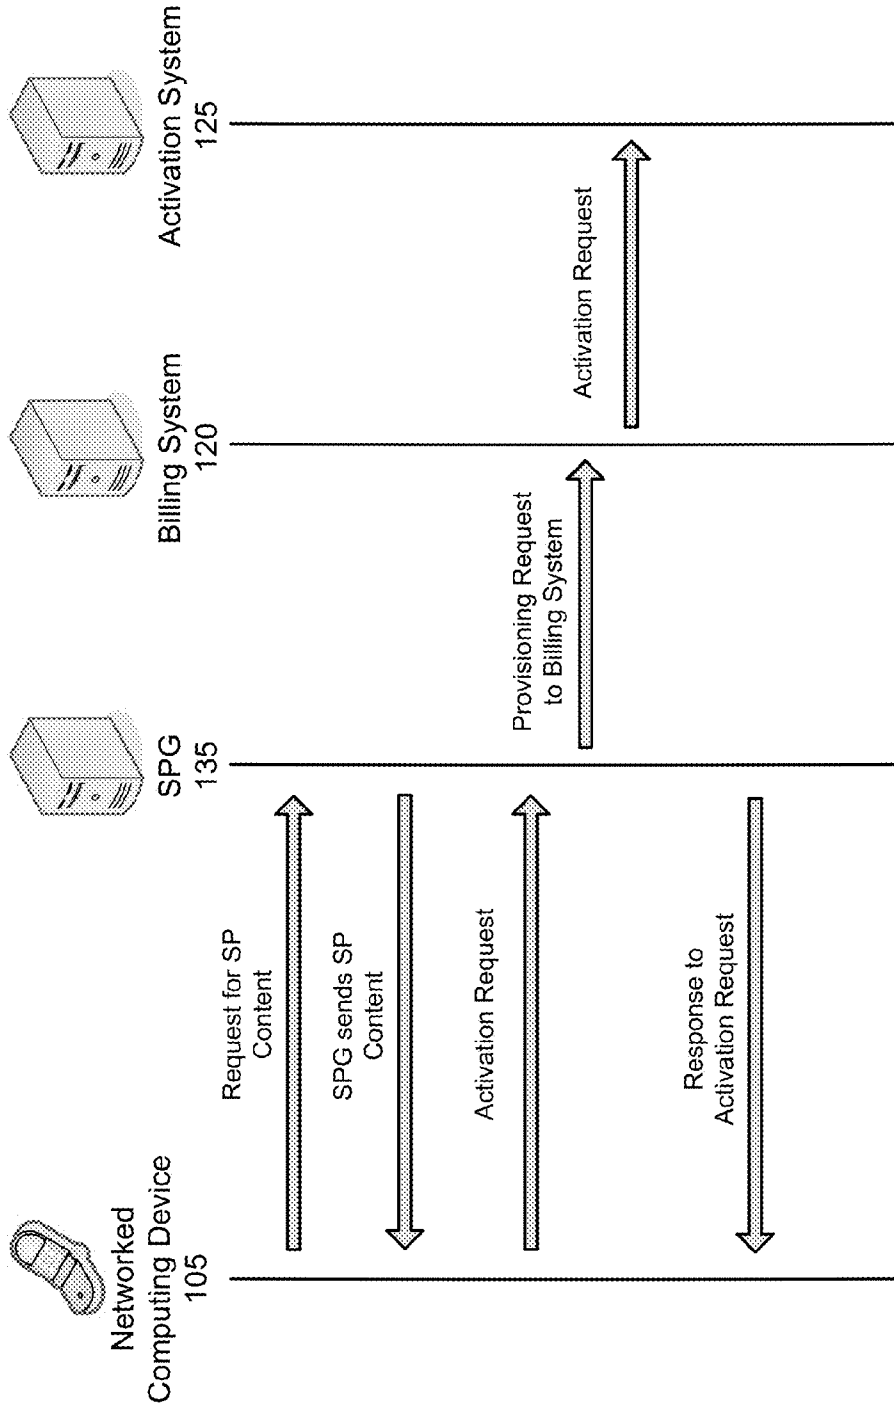 Networked
Computing Device
105
SPG
135
Billing System
120
Activation System
125
Request for SP
Content
SPG sends SP
Content
Activation Request
Provisioning Request
to Billing System
Activation Request
Response to
Activation Request